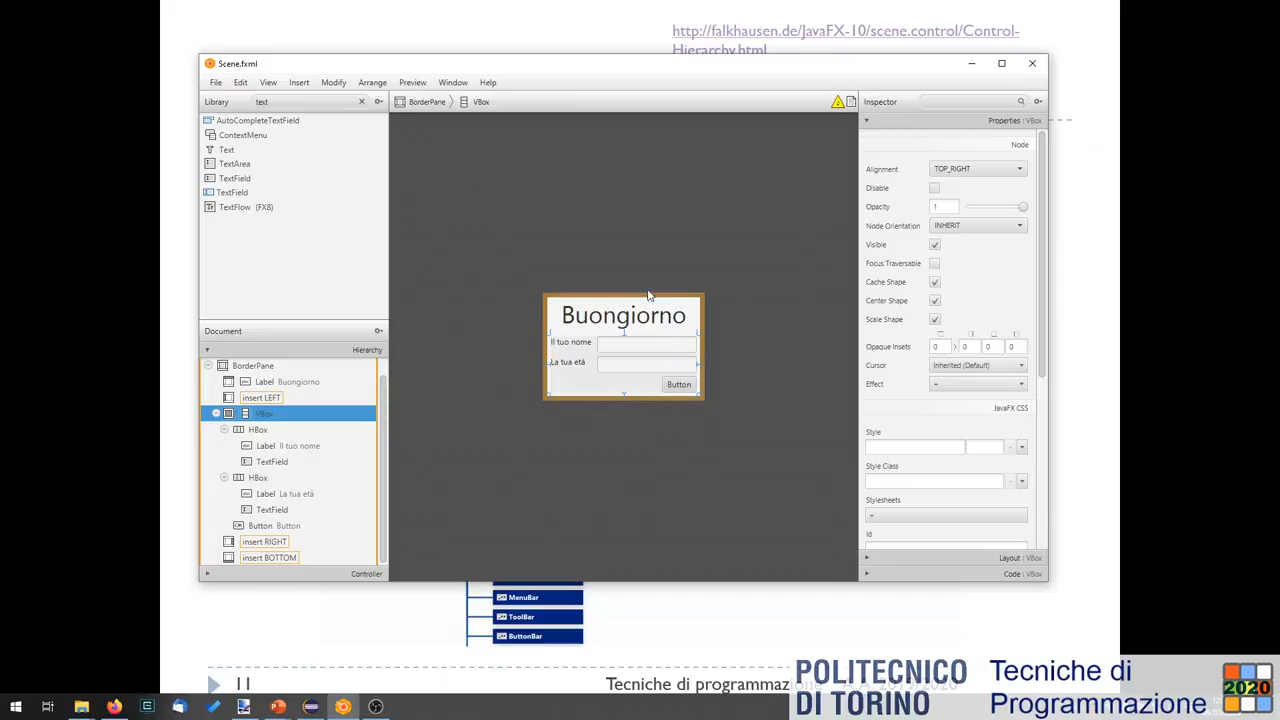 http://falkhausen.de/JavaFX-10/scene.control/Control-
Hierarchy.html
Scene.fxml
File Edit View Insert Modify Arrange Preview Window Help
Library text
BorderPane VBox
Inspector
AutoCompleteTextField
ContextMenu
Text
TextArea
TextField
TextField
TextFlow (FX8)
Document
Hierarchy
BorderPane
Label Buongiorno
insert LEFT
VBox
HBox
Label Il tuo nome
TextField
HBox
Label La tua età
TextField
Button Button
insert RIGHT
insert BOTTOM
Controller
Buongiorno
Il tuo nome
La tua età
Button
Properties : VBox
Node
Alignment TOP_RIGHT
Disable
Opacity 1
Node Orientation INHERIT
Visible
Focus Traversable
Cache Shape
Center Shape
Scale Shape
Opaque Insets 0 0 0 0
Cursor Inherited (Default)
Effect +
JavaFX CSS
Style
Style Class
Stylesheets
+
Id
Layout : VBox
Code : VBox
MenuBar
ToolBar
ButtonBar
11
Tecniche di programmazione A.A. 2019/2020
POLITECNICO
DI TORINO
Tecniche di
Programmazione
2020